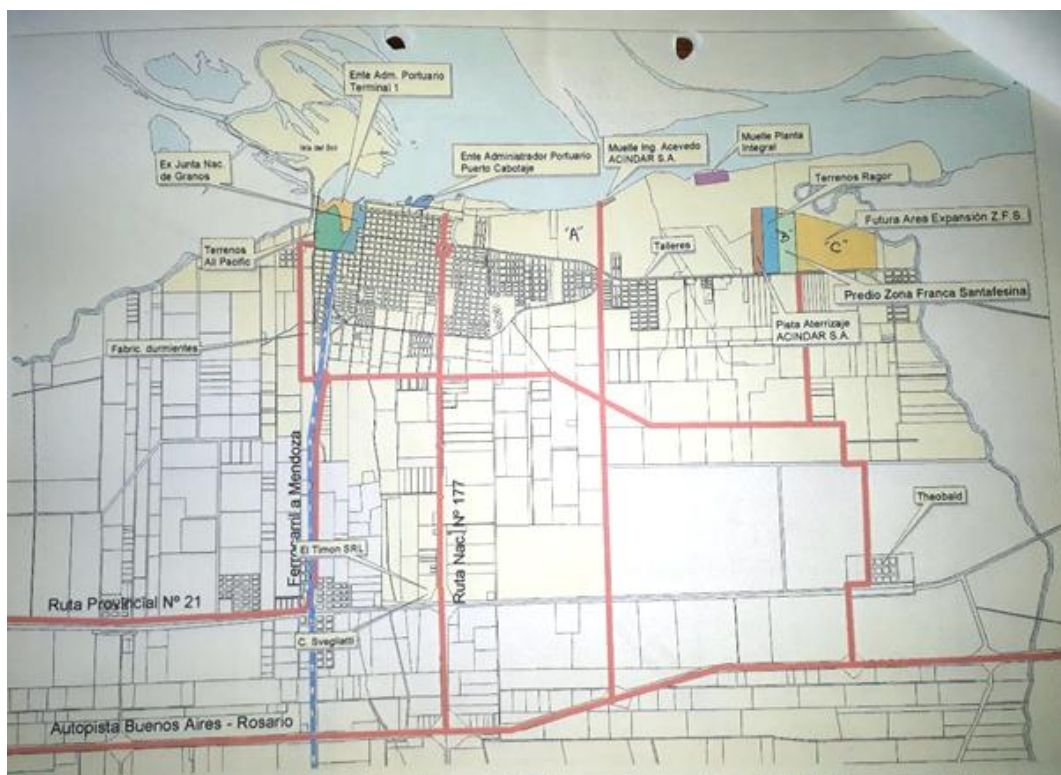 Ente Adm. Portuario
Terminal 1
Isla del Sol
Ex Junta Nac.
de Granos
Ente Administrador Portuario
Puerto Cabotaje
Muelle Ing. Acevedo
ACINDAR S.A.
Muelle Planta
Integral
Terrenos Ragor
Futura Area Expansión Z.F.S.
Terrenos
All Pacific
"A"
Talleres
"B"
"C"
Predio Zona Franca Santafesina
Pista Aterrizaje
ACINDAR S.A.
Fabric. durmientes
Ferrocarril a Mendoza
Ruta Nac. Nº 177
Theobald
El Timon SRL
Ruta Provincial Nº 21
C. Svegliatti
Autopista Buenos Aires - Rosario